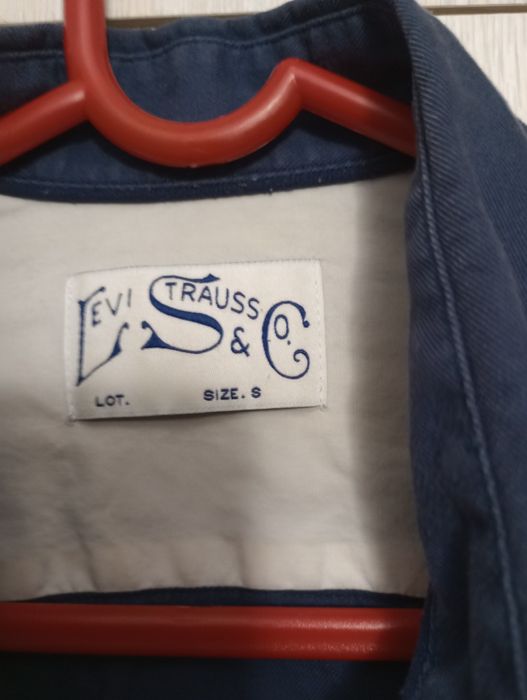 LEVI STRAUSS
& CO.
LOT. SIZE. S